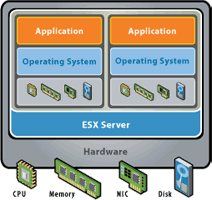 Application
Application
Operating System
Operating System
ESX Server
Hardware
CPU
Memory
NIC
Disk